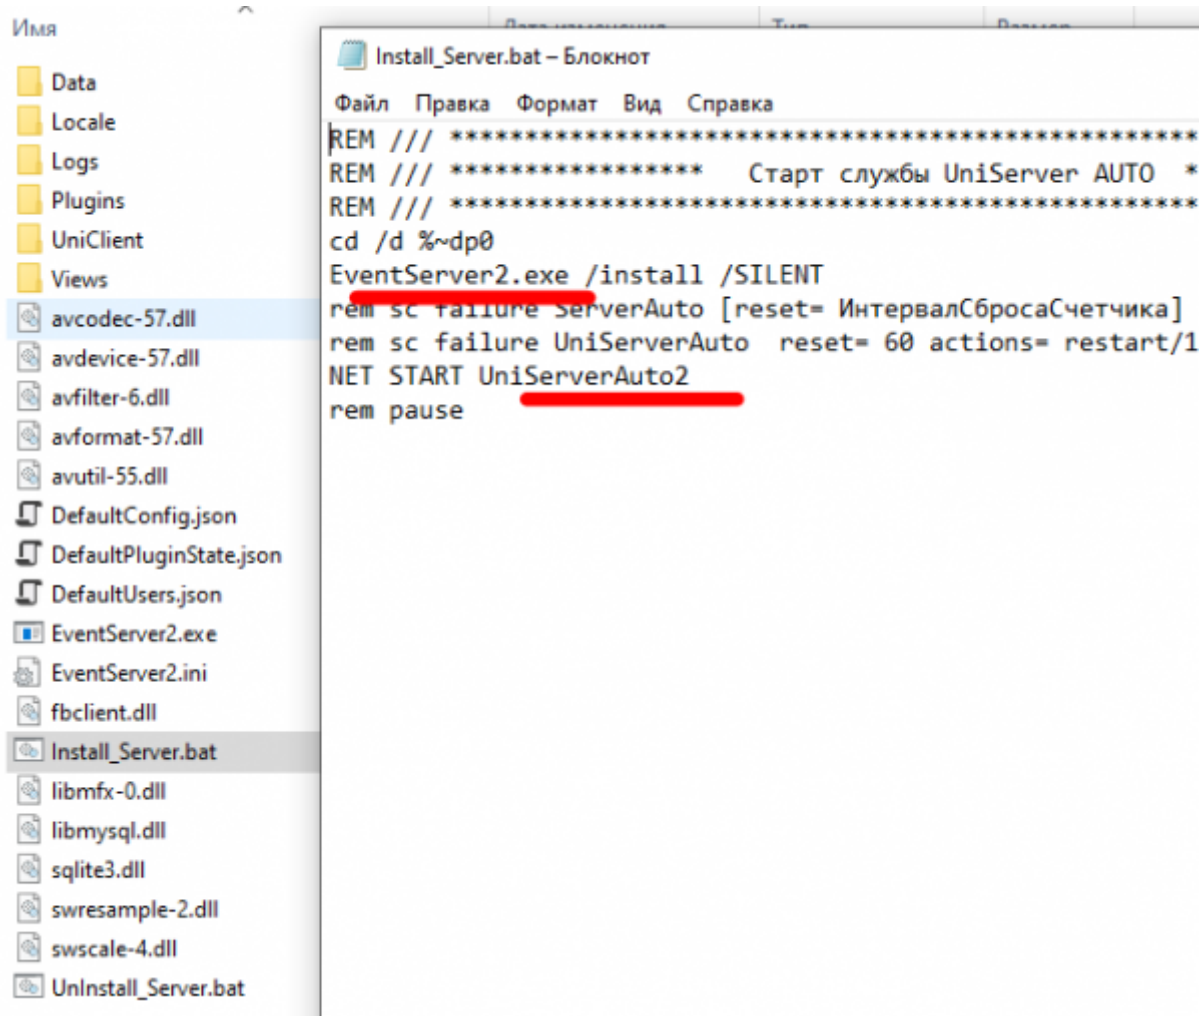 Имя
Data
Locale
Logs
Plugins
UniClient
Views
avcodec-57.dll
avdevice-57.dll
avfilter-6.dll
avformat-57.dll
avutil-55.dll
DefaultConfig.json
DefaultPluginState.json
DefaultUsers.json
EventServer2.exe
EventServer2.ini
fbclient.dll
Install_Server.bat
libmfx-0.dll
libmysql.dll
sqlite3.dll
swresample-2.dll
swscale-4.dll
UnInstall_Server.bat
Дата изменения Тип Размер
Install_Server.bat – Блокнот
Файл Правка Формат Вид Справка
REM /// **************************************************
REM /// ***************** Старт службы UniServer AUTO *
REM /// **************************************************
cd /d %~dp0
EventServer2.exe /install /SILENT
rem sc failure ServerAuto [reset= ИнтервалСбросаСчетчика]
rem sc failure UniServerAuto reset= 60 actions= restart/1
NET START UniServerAuto2
rem pause